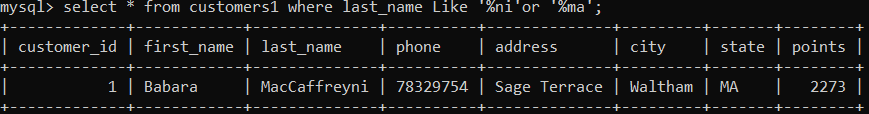 mysql> select * from customers1 where last_name Like '%ni'or '%ma';
+-------------+------------+--------------+----------+--------------+---------+-------+--------+
| customer_id | first_name | last_name    | phone    | address      | city    | state | points |
+-------------+------------+--------------+----------+--------------+---------+-------+--------+
|           1 | Babara     | MacCaffreyni | 78329754 | Sage Terrace | Waltham | MA    |   2273 |
+-------------+------------+--------------+----------+--------------+---------+-------+--------+